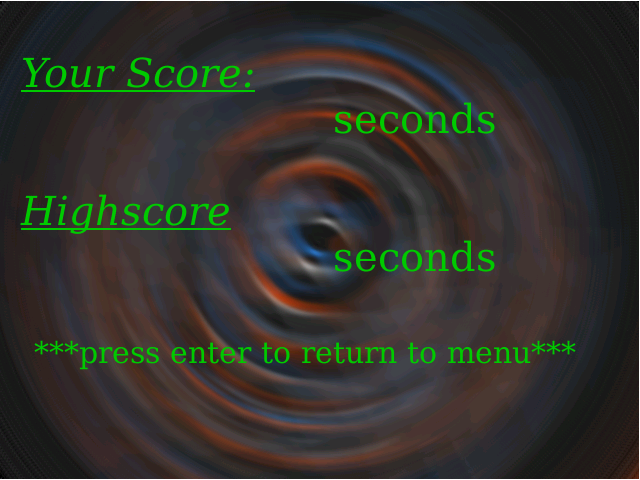 Your Score:
seconds
Highscore
seconds
***press enter to return to menu***